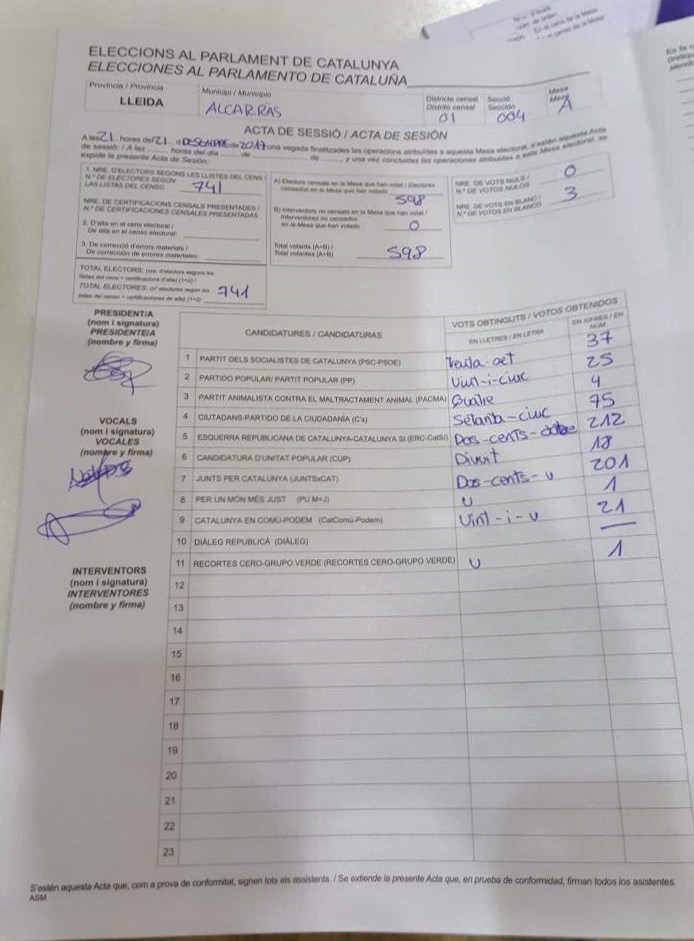 ELECCIONS AL PARLAMENT DE CATALUNYA
ELECCIONES AL PARLAMENTO DE CATALUÑA
Província / Provincia
LLEIDA
Municipi / Municipio
ALCARRÀS
Districte censal
Distrito censal
01
Secció
Sección
004
Mesa
Mesa
A
ACTA DE SESSIÓ / ACTA DE SESIÓN
A les 21 hores del 21 d DESEMBRE de 2017 una vegada finalitzades les operacions atribuïdes a aquesta Mesa electoral, s'estén aquesta Acta
de sessió: / A las ........ horas del día ........ de ........ de ........ y una vez concluidas las operaciones atribuidas a esta Mesa electoral, se
expide la presente Acta de Sesión:
1. NRE. D'ELECTORS SEGONS LES LLISTES DEL CENS /
N.º DE ELECTORES SEGÚN
LAS LISTAS DEL CENSO 741
NRE. DE CERTIFICACIONS CENSALS PRESENTADES /
N.º DE CERTIFICACIONES CENSALES PRESENTADAS
2. D'alta en el cens electoral /
De alta en el censo electoral:
3. De correcció d'errors materials /
De corrección de errores materiales:
TOTAL ELECTORS: (nre. d'electors segons les
llistes del cens + certificacions d'alta) (1+2) /
TOTAL ELECTORES: (nº electores según las
listas del censo + certificaciones de alta) (1+2) 741
A) Electors censats en la Mesa que han votat / Electores
censados en la Mesa que han votado 598
B) Interventors no censats en la Mesa que han votat /
Interventores no censados
en la Mesa que han votado 0
Total votants (A+B) /
Total votantes (A+B) 598
NRE. DE VOTS NULS /
N.º DE VOTOS NULOS 0
NRE. DE VOTS EN BLANC /
N.º DE VOTOS EN BLANCO 3
PRESIDENT/A
(nom i signatura)
PRESIDENTE/A
(nombre y firma)
VOCALS
(nom i signatura)
VOCALES
(nombre y firma)
INTERVENTORS
(nom i signatura)
INTERVENTORES
(nombre y firma)
CANDIDATURES / CANDIDATURAS
VOTS OBTINGUTS / VOTOS OBTENIDOS
EN LLETRES / EN LETRA
EN XIFRES / EN NÚM
1 PARTIT DELS SOCIALISTES DE CATALUNYA (PSC-PSOE) Trenta-set 37
2 PARTIDO POPULAR/ PARTIT POPULAR (PP) Vint-i-cinc 25
3 PARTIT ANIMALISTA CONTRA EL MALTRACTAMENT ANIMAL (PACMA) Quatre 4
4 CIUTADANS-PARTIDO DE LA CIUDADANÍA (C's) Setanta-cinc 75
5 ESQUERRA REPUBLICANA DE CATALUNYA-CATALUNYA SÍ (ERC-CatSí) Dos-cents-dotze 212
6 CANDIDATURA D'UNITAT POPULAR (CUP) Divuit 18
7 JUNTS PER CATALUNYA (JUNTSxCAT) Dos-cents-u 201
8 PER UN MÓN MÉS JUST (PUM+J) U 1
9 CATALUNYA EN COMÚ-PODEM (CatComú-Podem) Vint-i-u 21
10 DIÀLEG REPUBLICÀ (DIÀLEG) —
11 RECORTES CERO-GRUPO VERDE (RECORTES CERO-GRUPO VERDE) U 1
12
13
14
15
16
17
18
19
20
21
22
23
S'estén aquesta Acta que, com a prova de conformitat, signen tots els assistents. / Se extiende la presente Acta que, en prueba de conformidad, firman todos los asistentes.
ASM